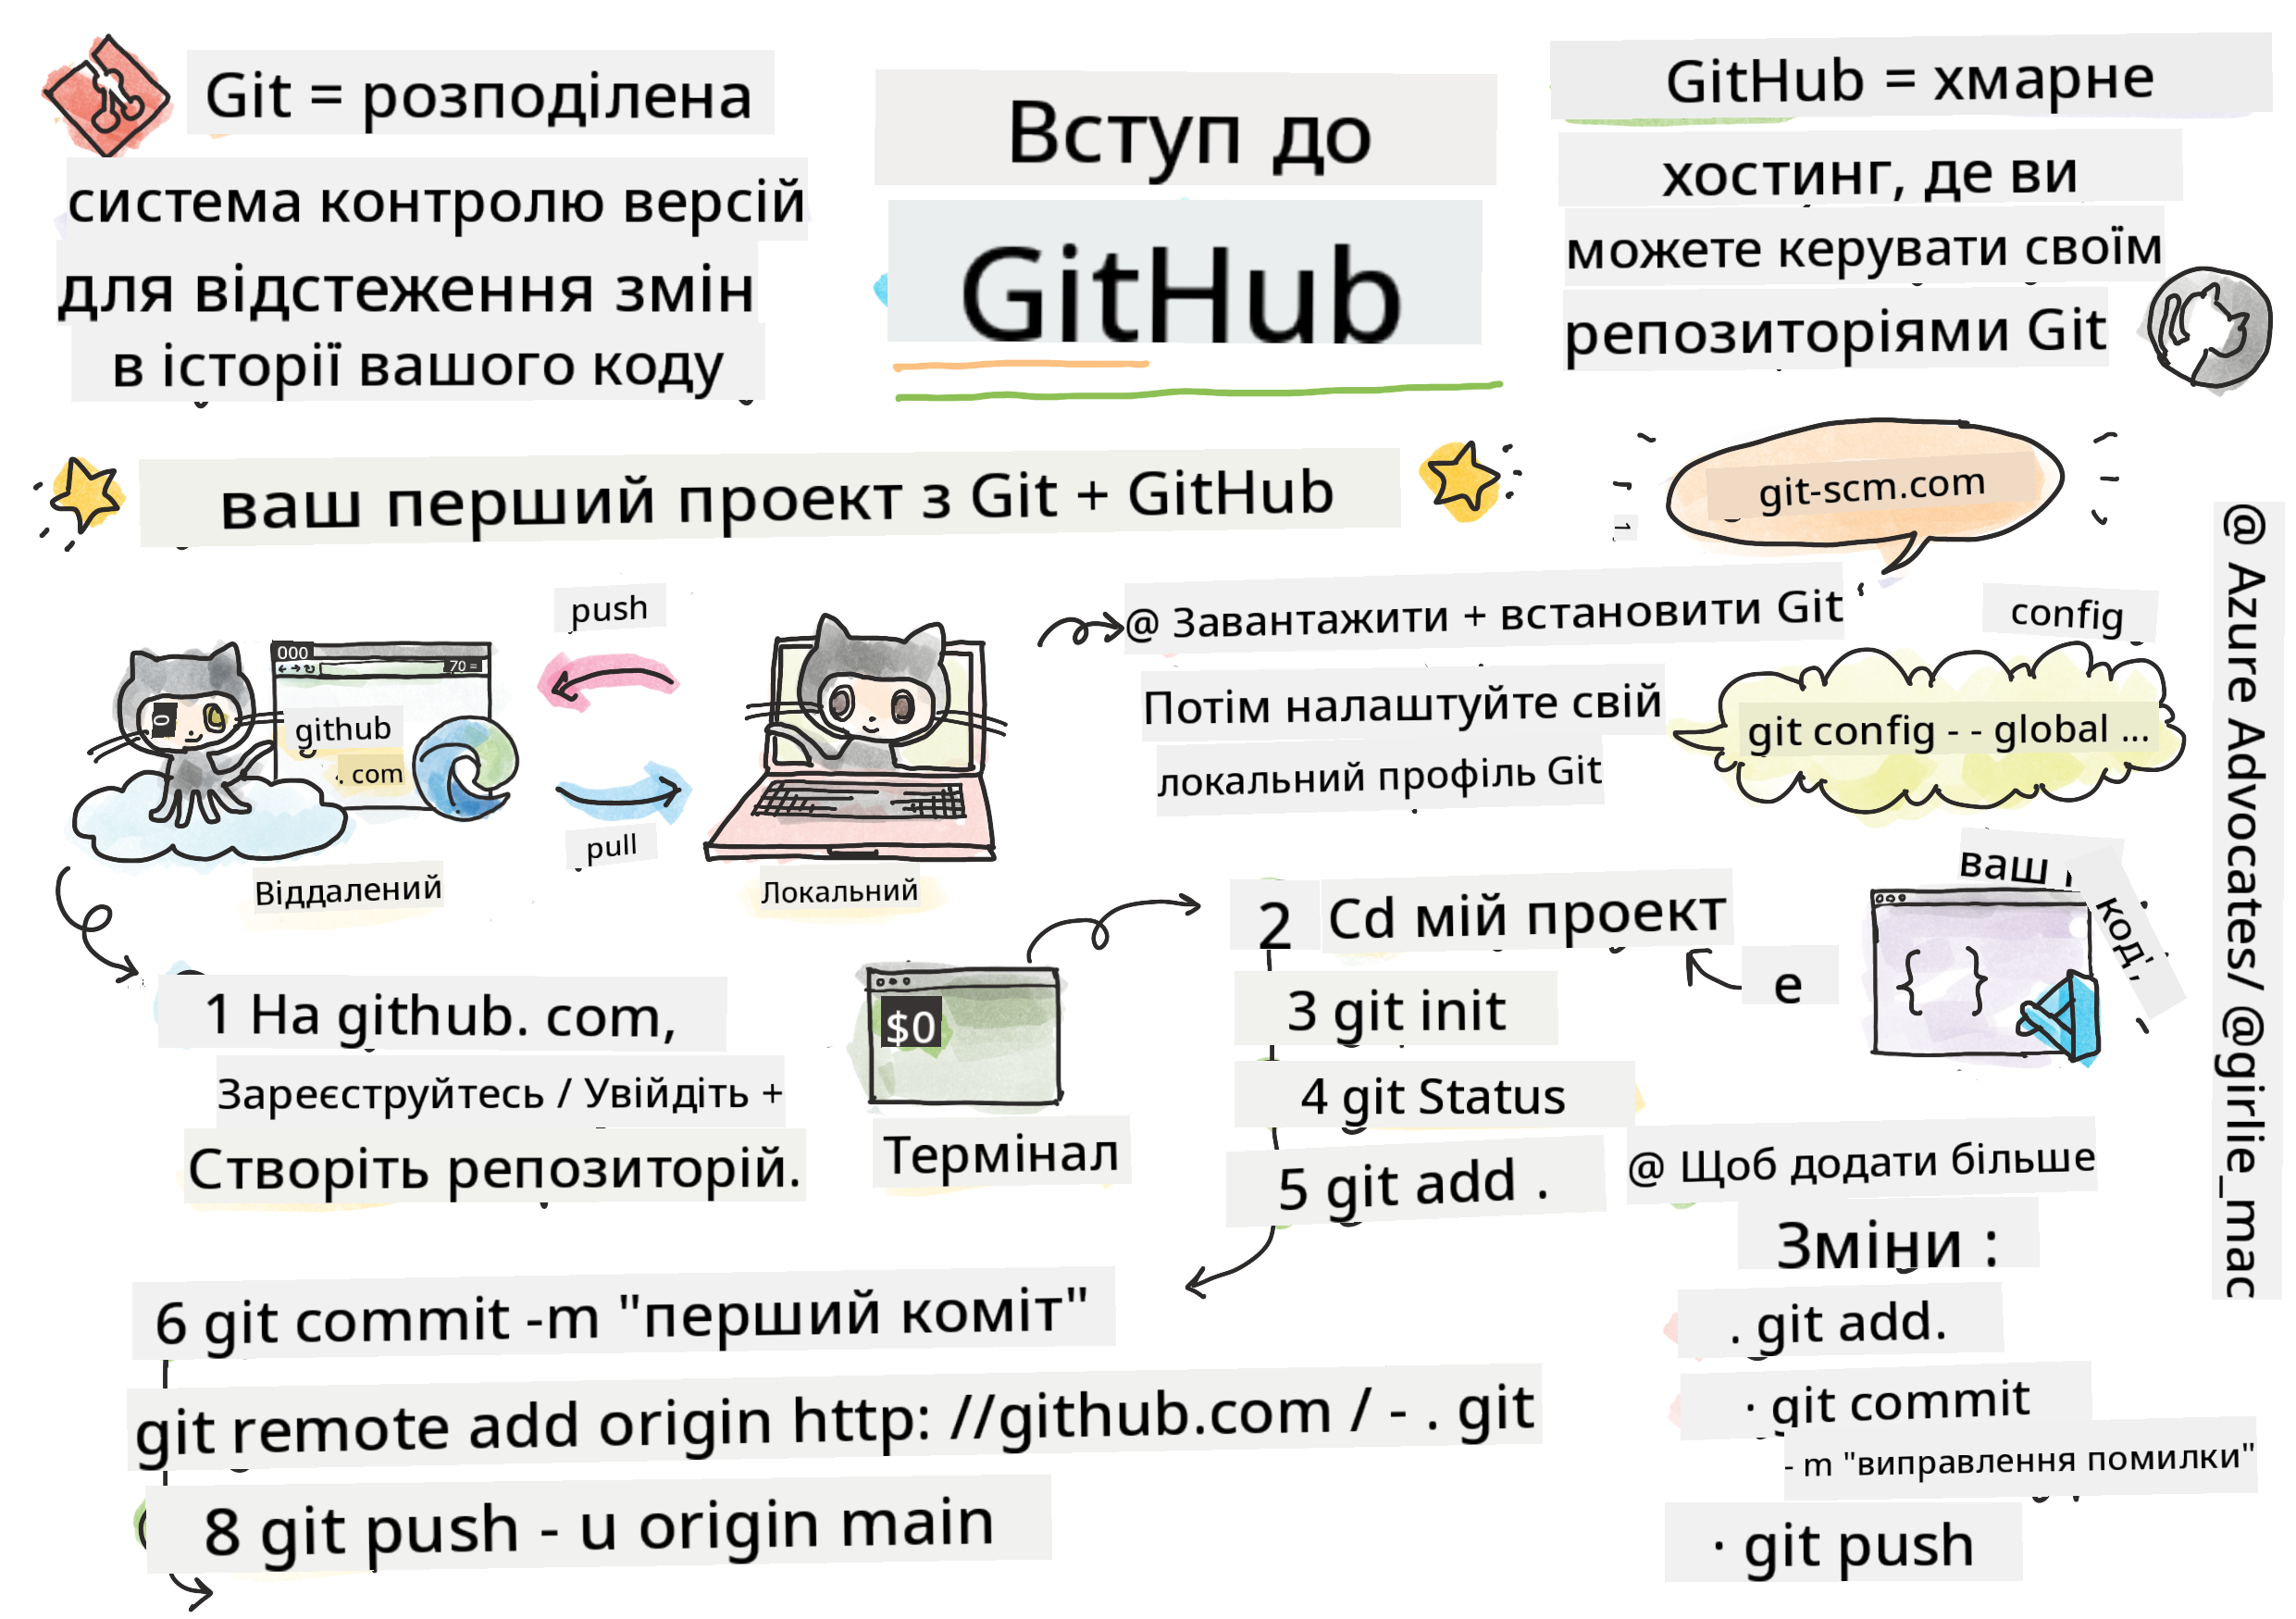 Git = розподілена
система контролю версій
для відстеження змін
в історії вашого коду
Вступ до
GitHub
GitHub = хмарне
хостинг, де ви
можете керувати своїм
репозиторіями Git
ваш перший проект з Git + GitHub
git-scm.com
@ Azure Advocates/ @girlie_mac
push
000
70 =
github
. com
pull
Віддалений
Локальний
@ Завантажити + встановити Git
Потім налаштуйте свій
локальний профіль Git
config
git config - - global ...
1 На github. com,
Зареєструйтесь / Увійдіть +
Створіть репозиторій.
$0
Термінал
2 Cd мій проект
3 git init
4 git Status
5 git add .
e
ваш
код',
{ }
@ Щоб додати більше
Зміни :
. git add.
· git commit
- m "виправлення помилки"
· git push
6 git commit -m "перший коміт"
git remote add origin http: //github.com / - . git
8 git push - u origin main